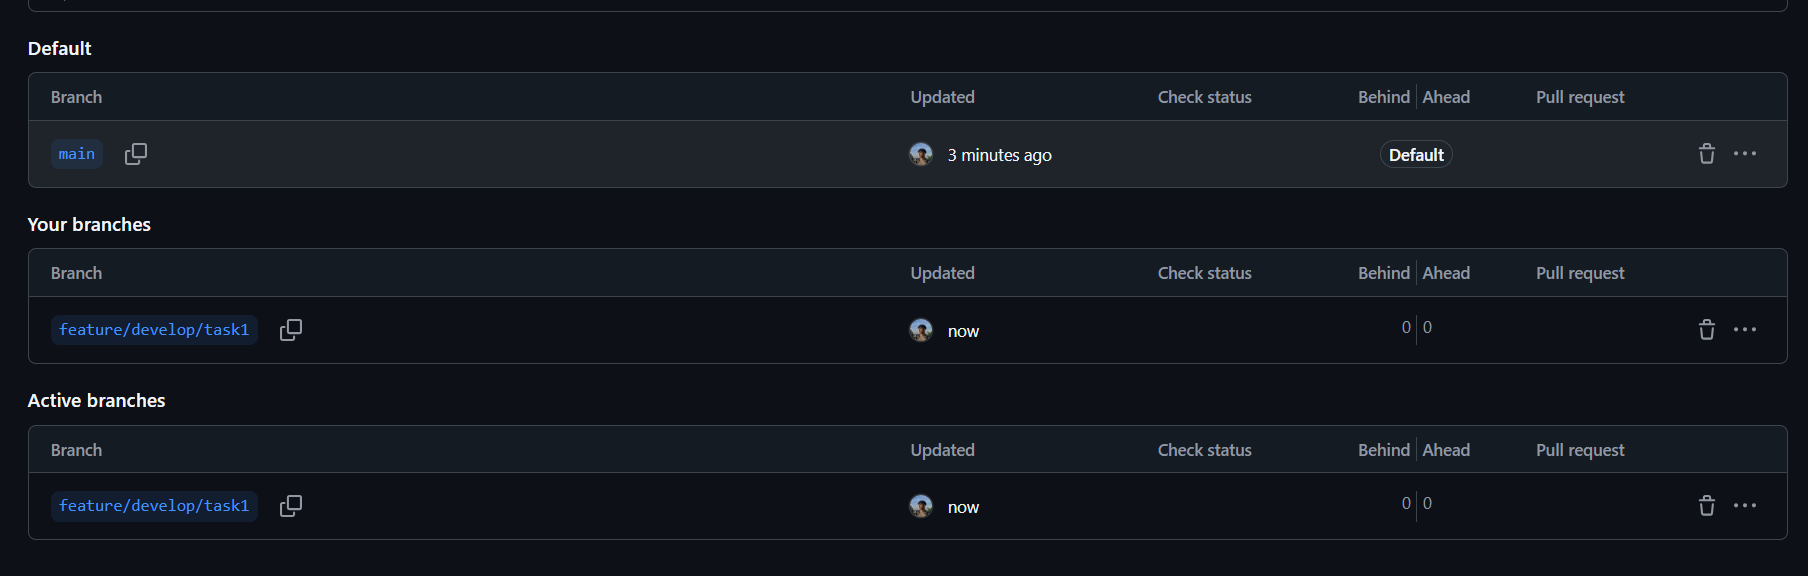 Default
Branch Updated Check status Behind Ahead Pull request
main 3 minutes ago Default
Your branches
Branch Updated Check status Behind Ahead Pull request
feature/develop/task1 now 0 0
Active branches
Branch Updated Check status Behind Ahead Pull request
feature/develop/task1 now 0 0